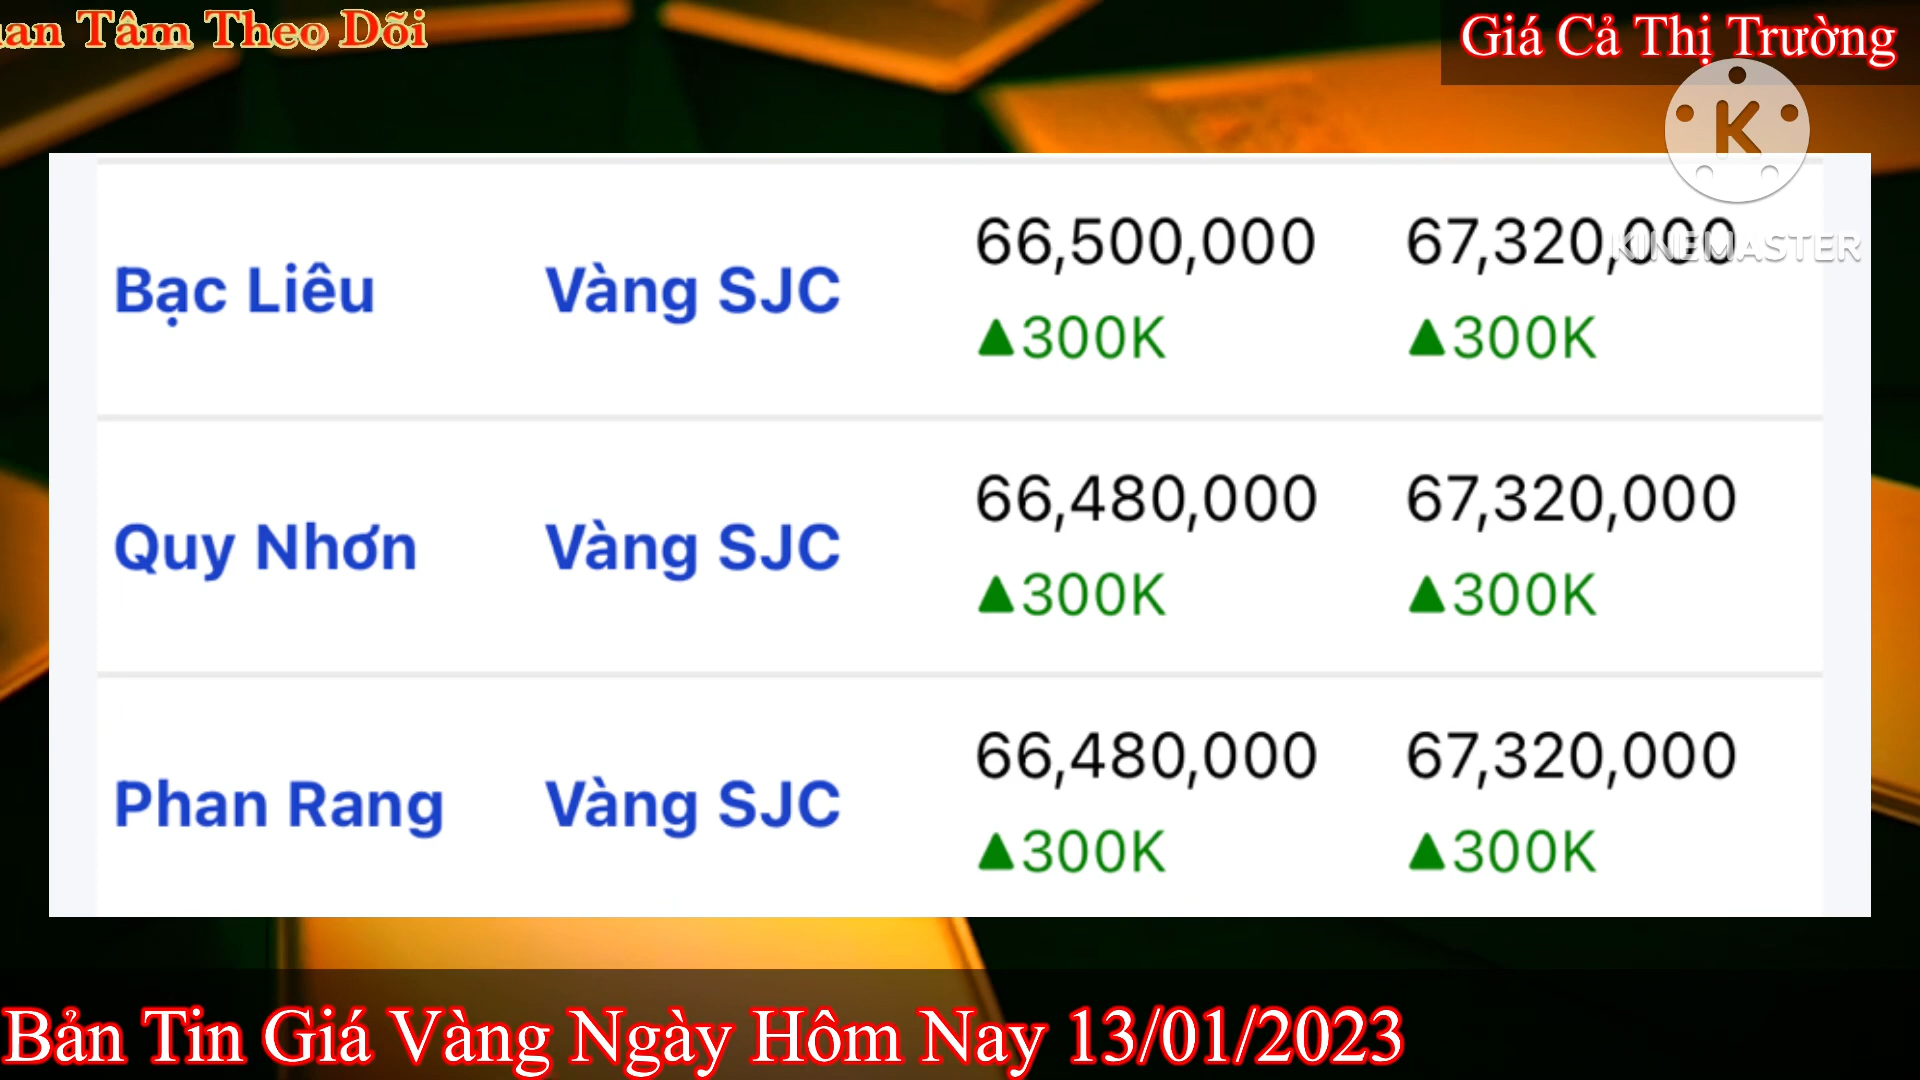 Tâm Theo Dõi
Giá Cả Thị Trường
K
KINEMASTER
Bạc Liêu Vàng SJC 66,500,000 67,320,000
▲300K ▲300K
Quy Nhơn Vàng SJC 66,480,000 67,320,000
▲300K ▲300K
Phan Rang Vàng SJC 66,480,000 67,320,000
▲300K ▲300K
Bản Tin Giá Vàng Ngày Hôm Nay 13/01/2023